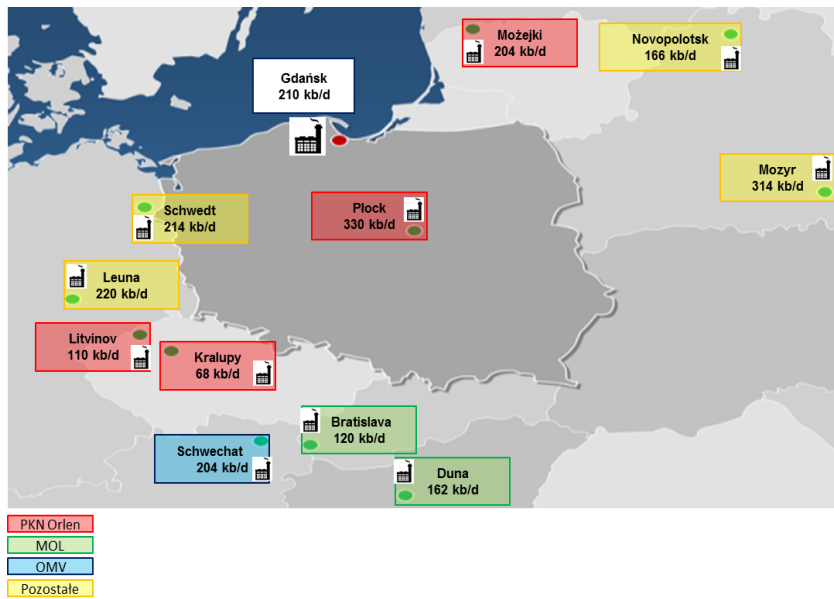 Możejki
204 kb/d
Novopolotsk
166 kb/d
Gdańsk
210 kb/d
Mozyr
314 kb/d
Schwedt
214 kb/d
Płock
330 kb/d
Leuna
220 kb/d
Litvinov
110 kb/d
Kralupy
68 kb/d
Bratislava
120 kb/d
Schwechat
204 kb/d
Duna
162 kb/d
PKN Orlen
MOL
OMV
Pozostałe